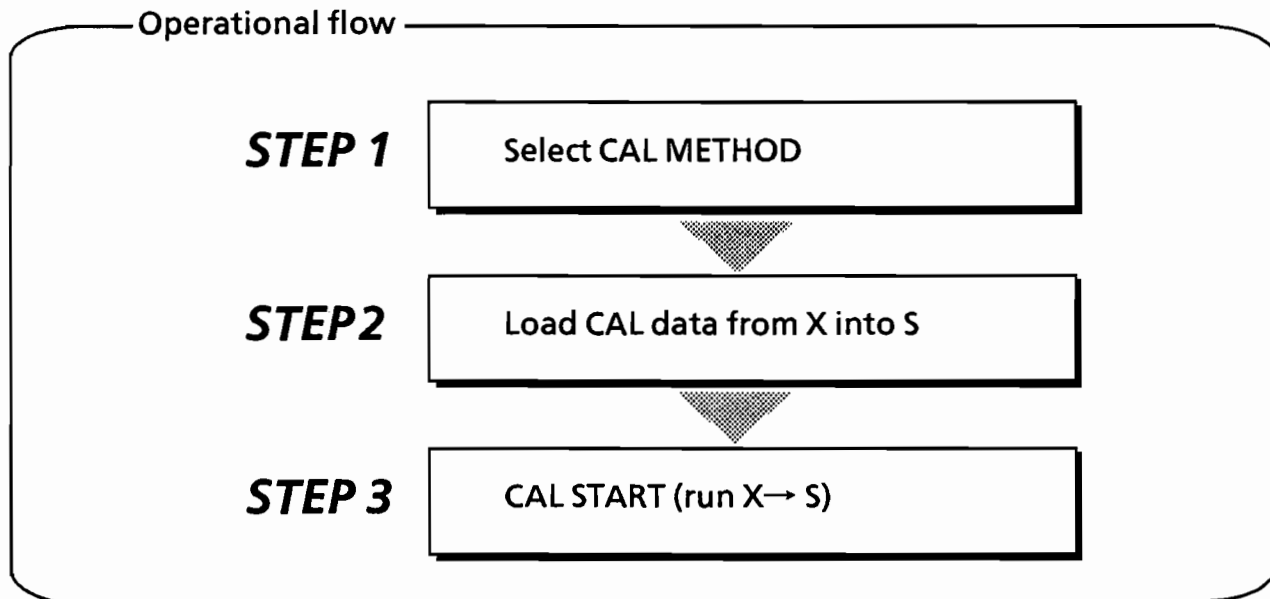 Operational flow
STEP 1 Select CAL METHOD
STEP2 Load CAL data from X into S
STEP 3 CAL START (run X→ S)